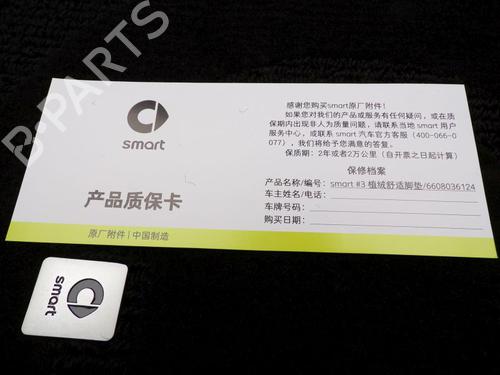 B-PARTS
smart
产品质保卡
原厂附件 | 中国制造
感谢您购买smart原厂附件！
如果您对我们的产品或服务有任何疑问，或在质
保期内出现非人为质量问题，请联系当地 smart 用户
服务中心，或联系 smart 汽车官方客服（400-066-0
077），我们将给予您满意的答复。
保质期：2年或者2万公里（自开票之日起计算）
保修档案
产品名称/编号：smart #3 植绒舒适脚垫/6608036124
车主姓名/电话：
车牌号码：
购买日期：
smart